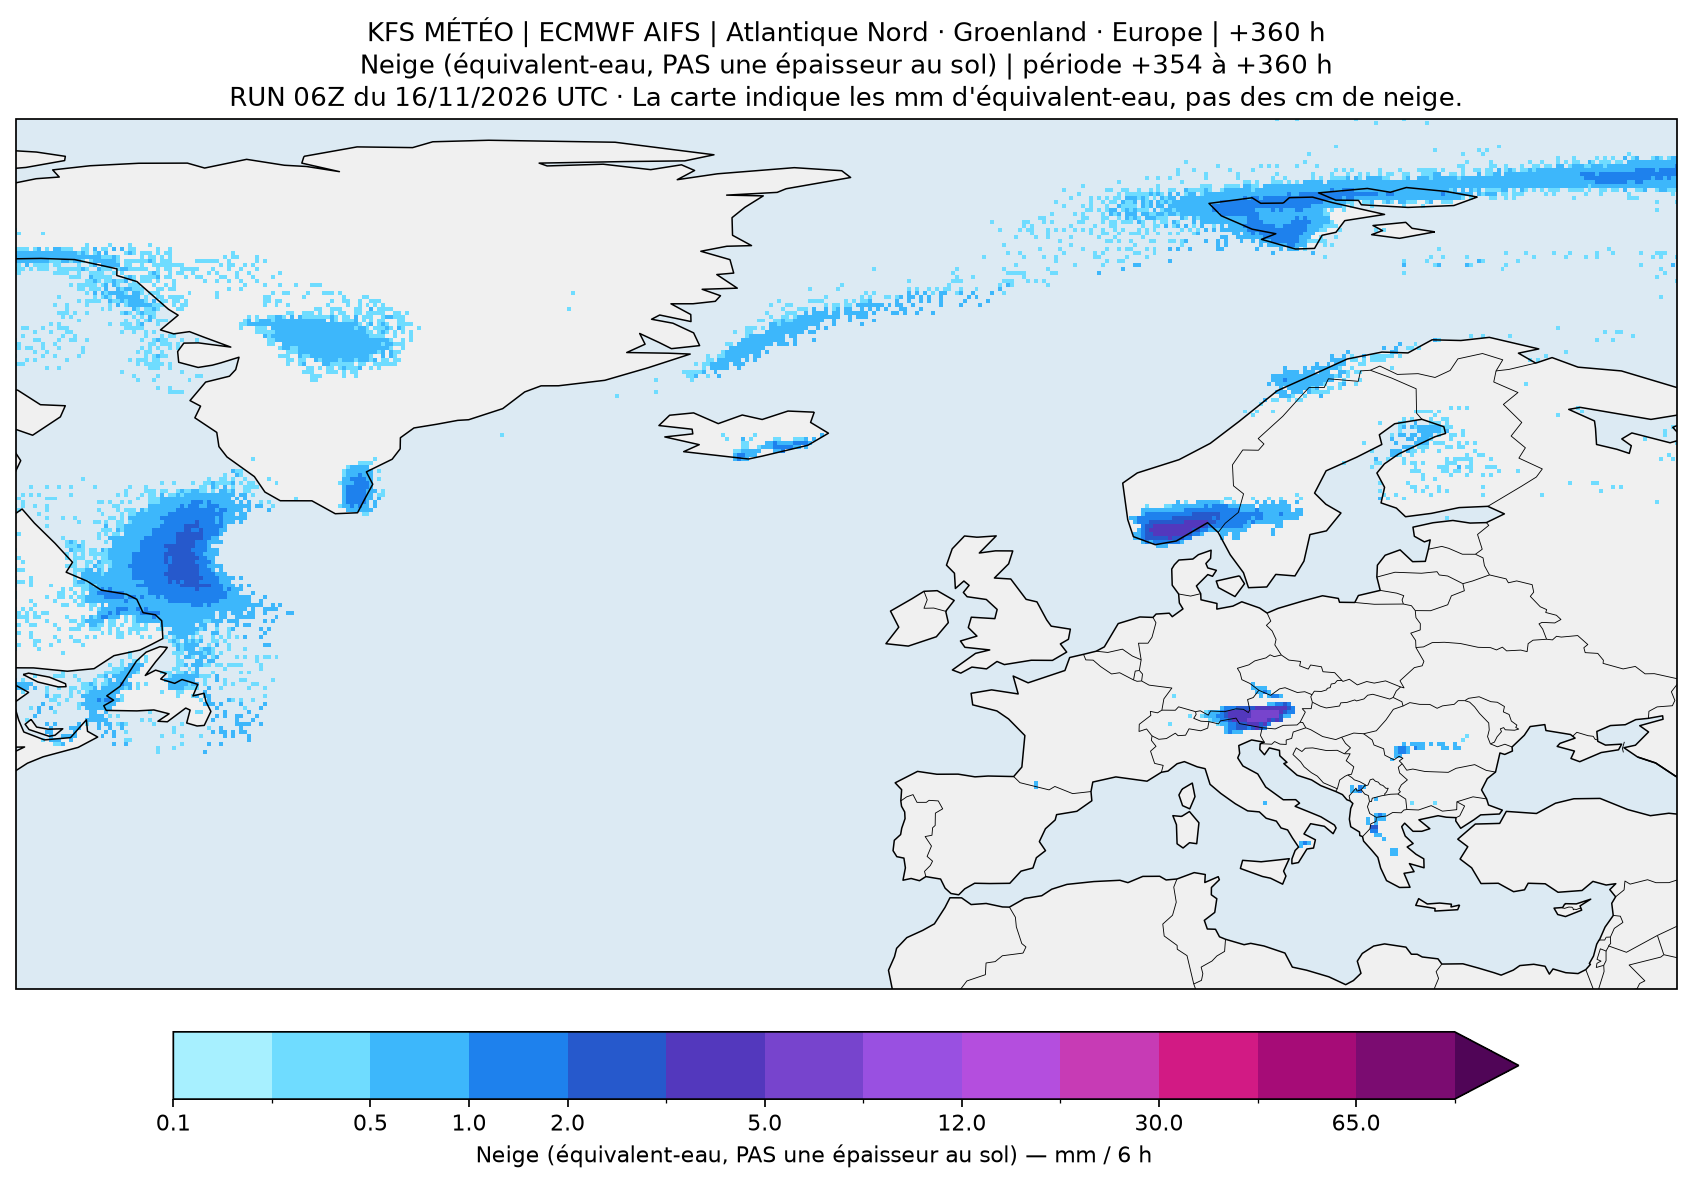 KFS MÉTÉO | ECMWF AIFS | Atlantique Nord · Groenland · Europe | +360 h
Neige (équivalent-eau, PAS une épaisseur au sol) | période +354 à +360 h
RUN 06Z du 16/11/2026 UTC · La carte indique les mm d'équivalent-eau, pas des cm de neige.
0.1 0.5 1.0 2.0 5.0 12.0 30.0 65.0
Neige (équivalent-eau, PAS une épaisseur au sol) — mm / 6 h